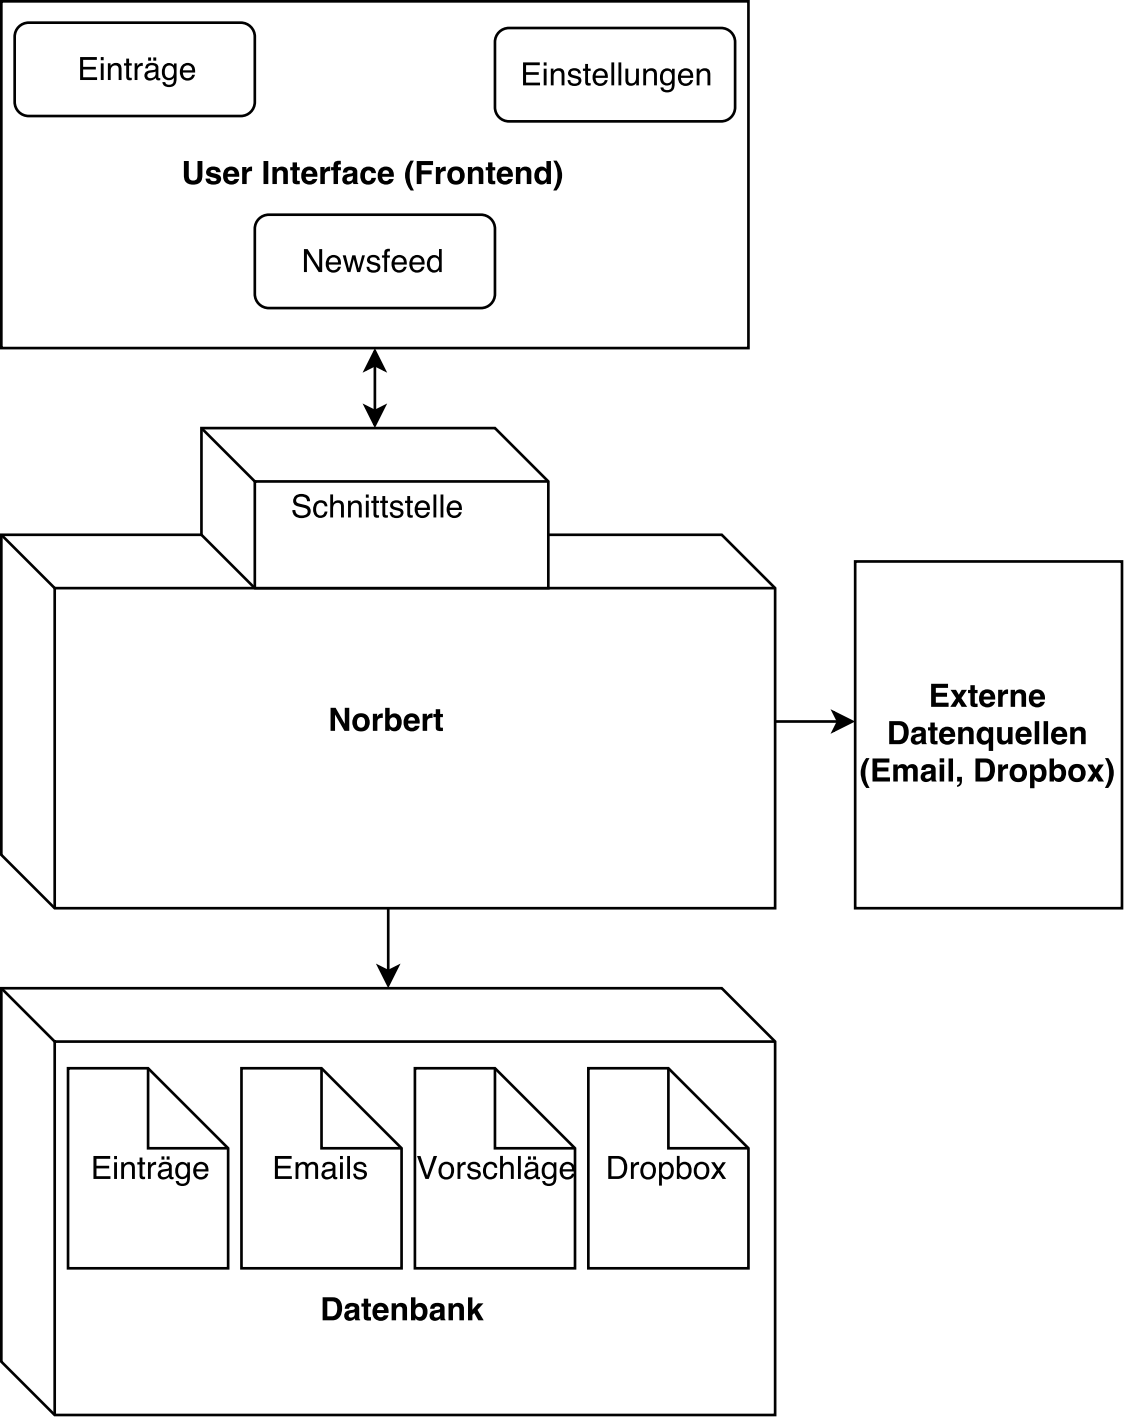 Einträge
Einstellungen
User Interface (Frontend)
Newsfeed
Schnittstelle
Norbert
Externe
Datenquellen
(Email, Dropbox)
Einträge
Emails
Vorschläge
Dropbox
Datenbank